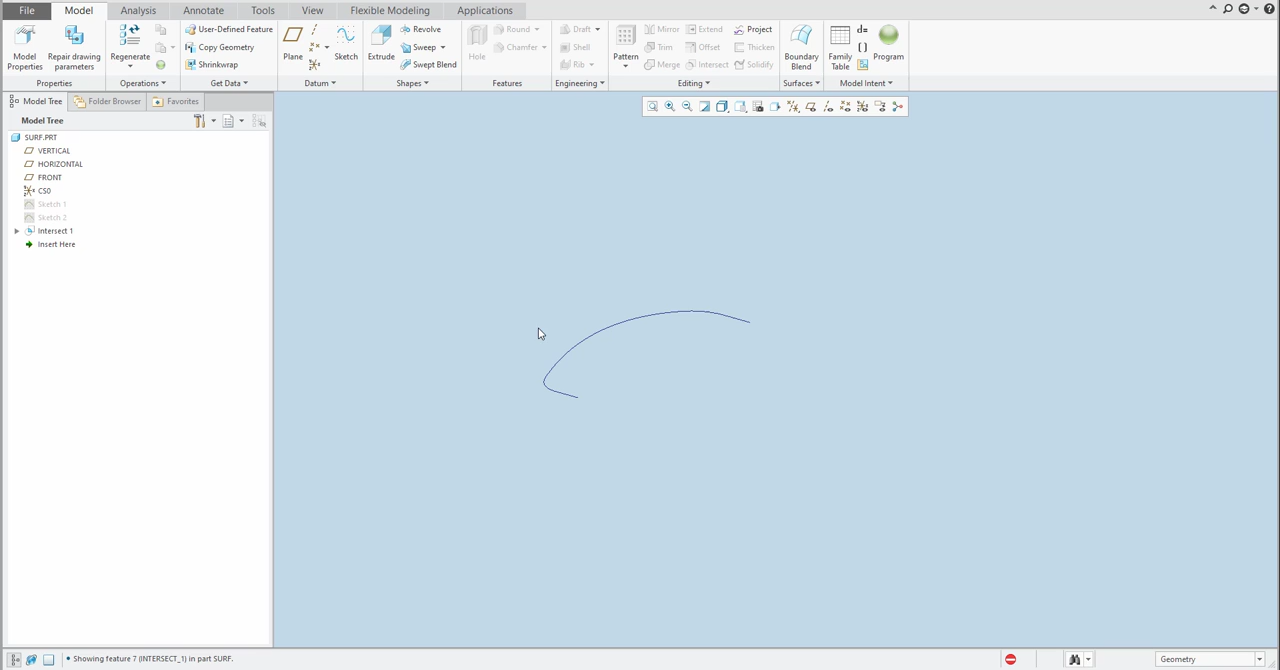 File Model Analysis Annotate Tools View Flexible Modeling Applications
Model Properties
Repair drawing parameters
Regenerate
User-Defined Feature
Copy Geometry
Shrinkwrap
Plane
Sketch
Extrude
Revolve
Sweep
Swept Blend
Hole
Round
Chamfer
Draft
Shell
Rib
Pattern
Mirror Extend Project
Trim Offset Thicken
Merge Intersect Solidify
Boundary Blend
Family Table
d=
Program
Properties Operations Get Data Datum Shapes Features Engineering Editing Surfaces Model Intent
Model Tree Folder Browser Favorites
Model Tree
SURF.PRT
VERTICAL
HORIZONTAL
FRONT
CS0
Sketch 1
Sketch 2
Intersect 1
Insert Here
• Showing feature 7 (INTERSECT_1) in part SURF.
Geometry